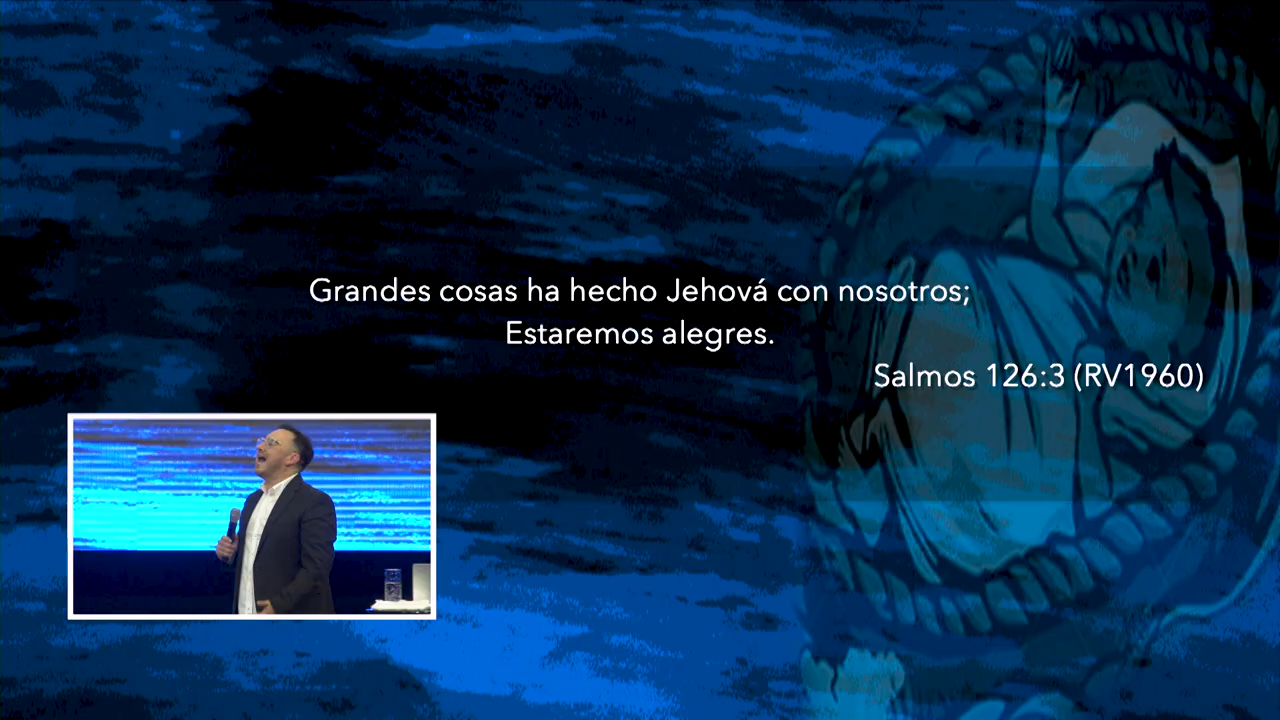 Grandes cosas ha hecho Jehová con nosotros;
Estaremos alegres.
Salmos 126:3 (RV1960)